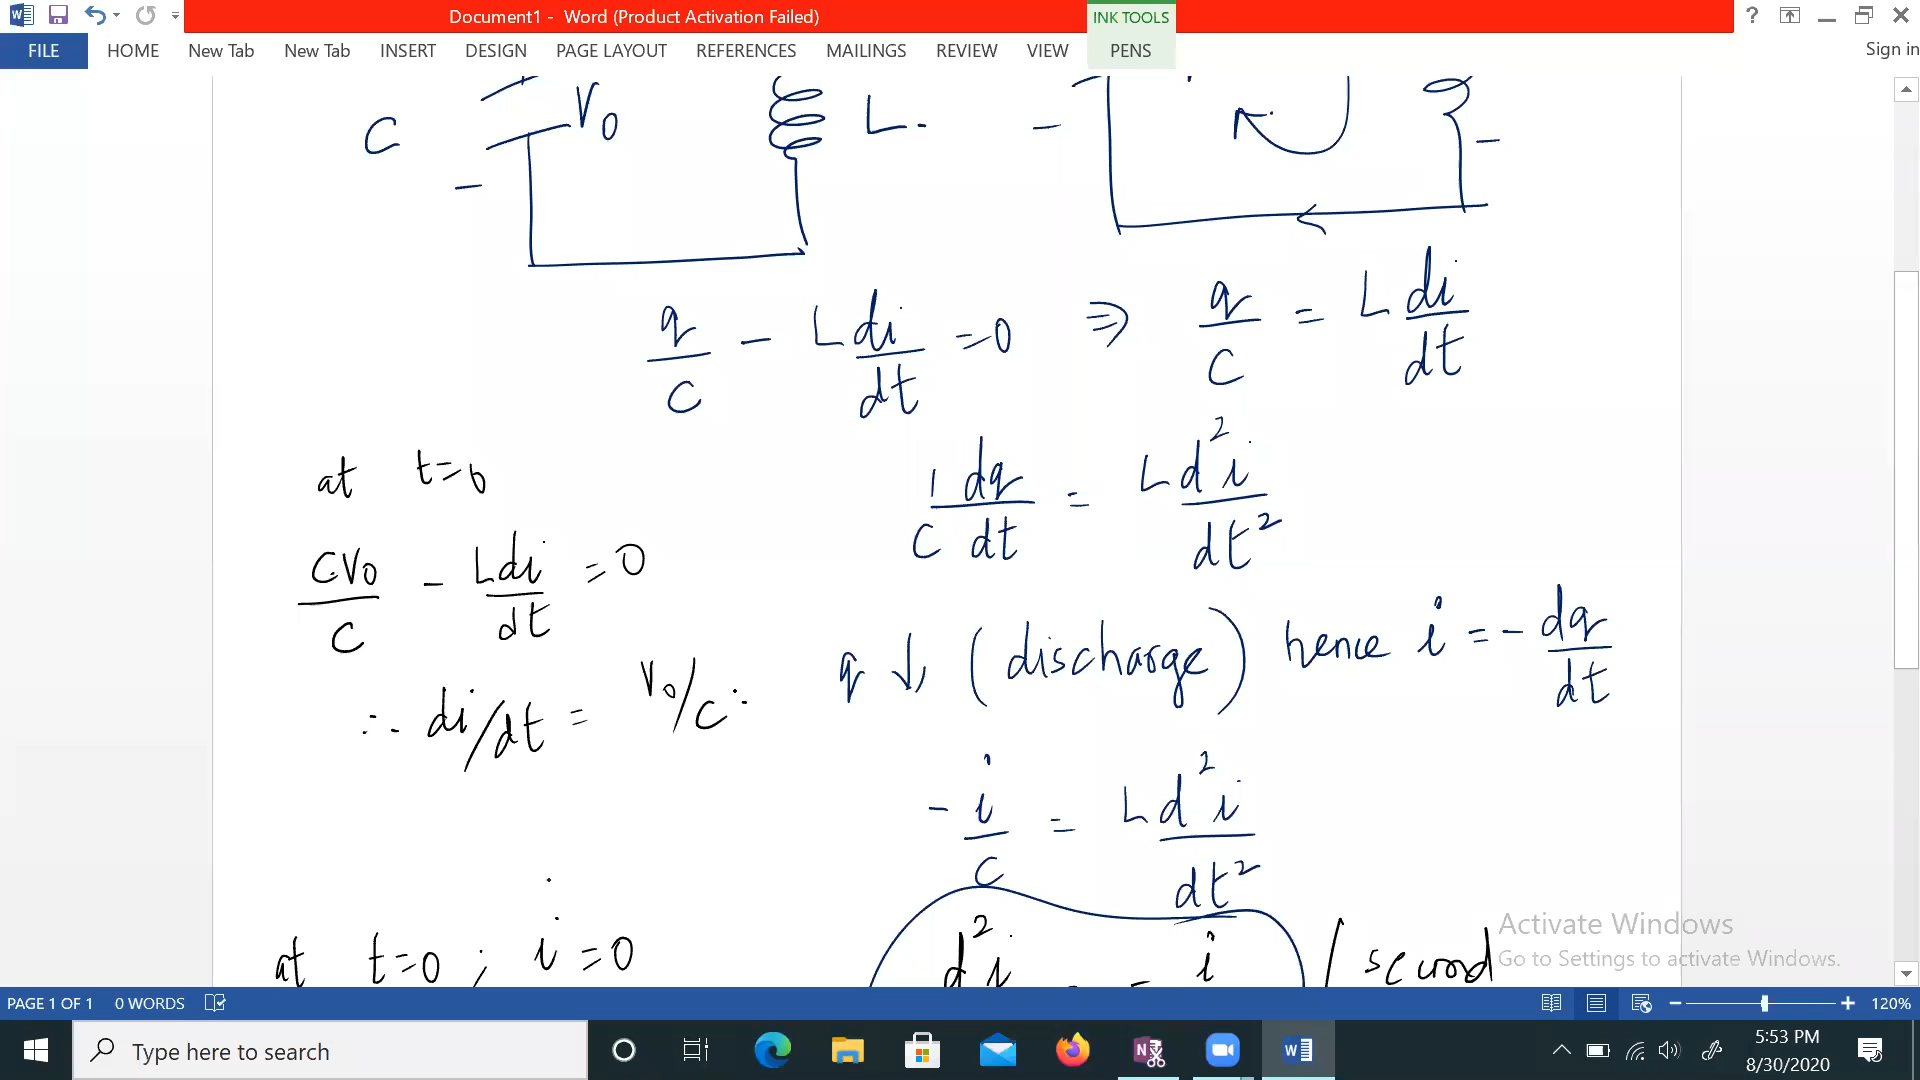 Document1 - Word (Product Activation Failed)
INK TOOLS
FILE HOME New Tab New Tab INSERT DESIGN PAGE LAYOUT REFERENCES MAILINGS REVIEW VIEW PENS Sign in
C V₀ L. -
-
-
q/C - L di/dt = 0 ⇒ q/C = L di/dt
at t=0
1/C dq/dt = L d²i/dt²
CV₀/C - L di/dt = 0
q ↓ (discharge) hence i = - dq/dt
∴ di/dt = V₀/C
- i/C = L d²i/dt²
at t=0 ; i=0
d²i = - i / second
Activate Windows
Go to Settings to activate Windows.
PAGE 1 OF 1 0 WORDS 120%
Type here to search
5:53 PM
8/30/2020